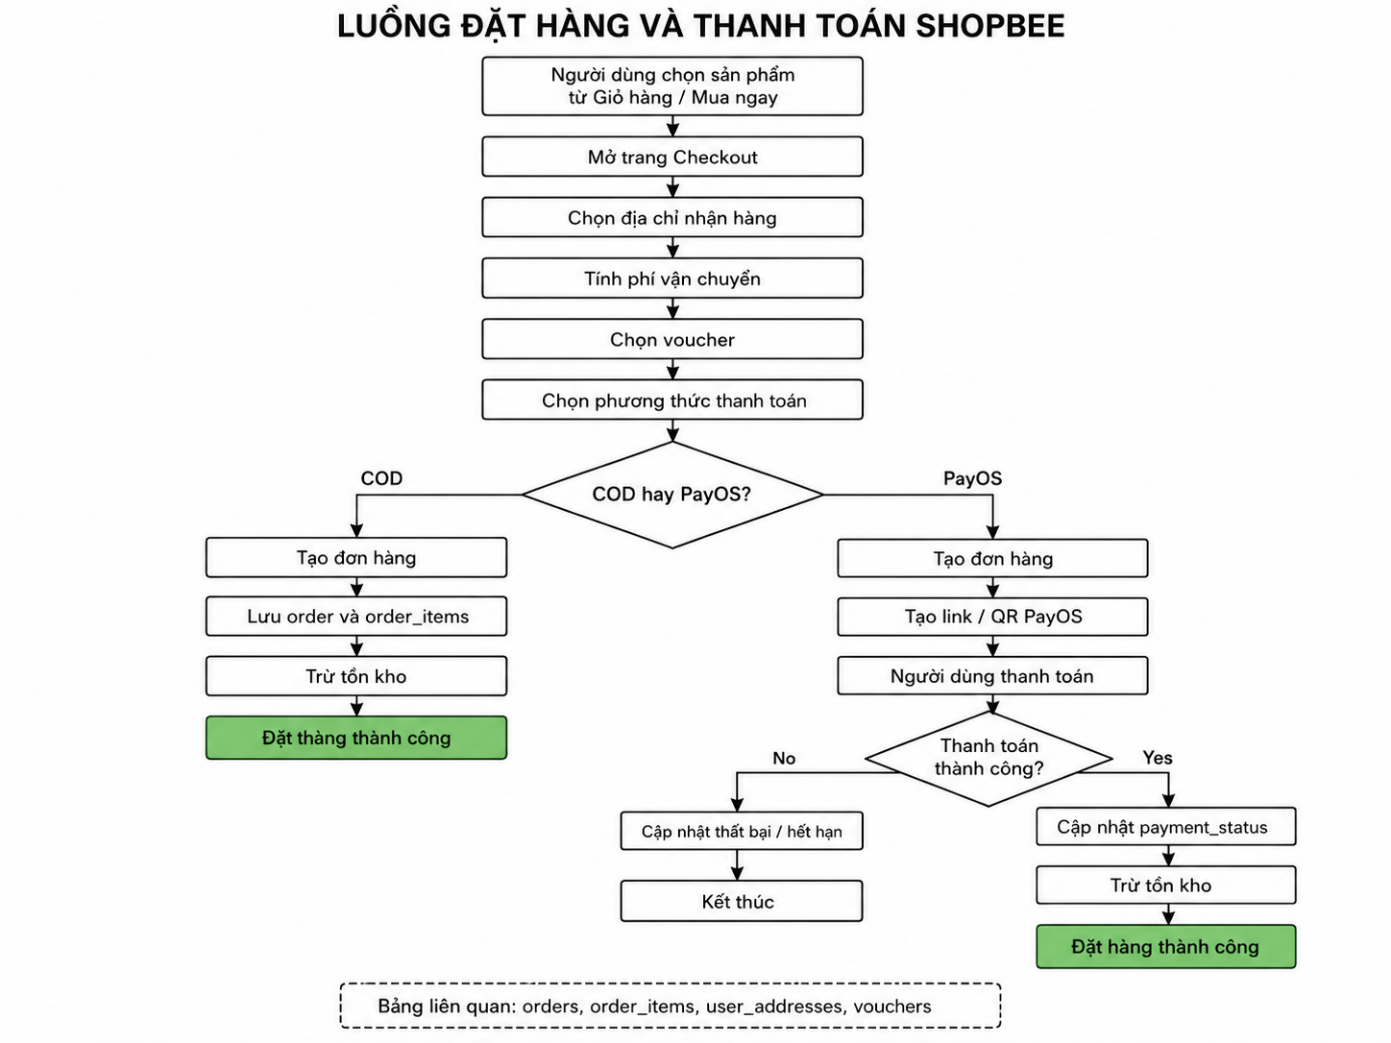 LUỒNG ĐẶT HÀNG VÀ THANH TOÁN SHOPBEE
Người dùng chọn sản phẩm
từ Giỏ hàng / Mua ngay
Mở trang Checkout
Chọn địa chỉ nhận hàng
Tính phí vận chuyển
Chọn voucher
Chọn phương thức thanh toán
COD hay PayOS?
COD
PayOS
Tạo đơn hàng
Lưu order và order_items
Trừ tồn kho
Đặt thàng thành công
Tạo đơn hàng
Tạo link / QR PayOS
Người dùng thanh toán
Thanh toán
thành công?
No
Yes
Cập nhật thất bại / hết hạn
Kết thúc
Cập nhật payment_status
Trừ tồn kho
Đặt hàng thành công
Bảng liên quan: orders, order_items, user_addresses, vouchers